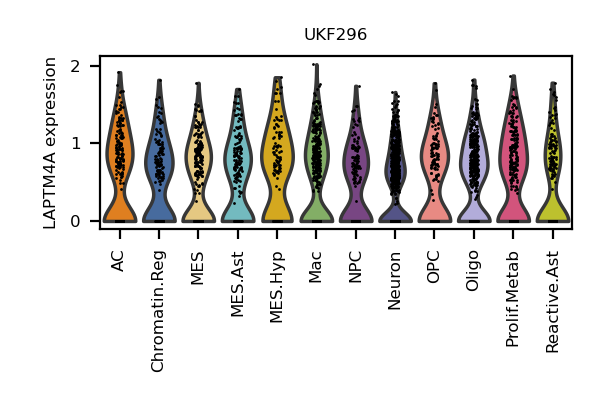 UKF296
LAPTM4A expression
2
1
0
AC
Chromatin.Reg
MES
MES.Ast
MES.Hyp
Mac
NPC
Neuron
OPC
Oligo
Prolif.Metab
Reactive.Ast